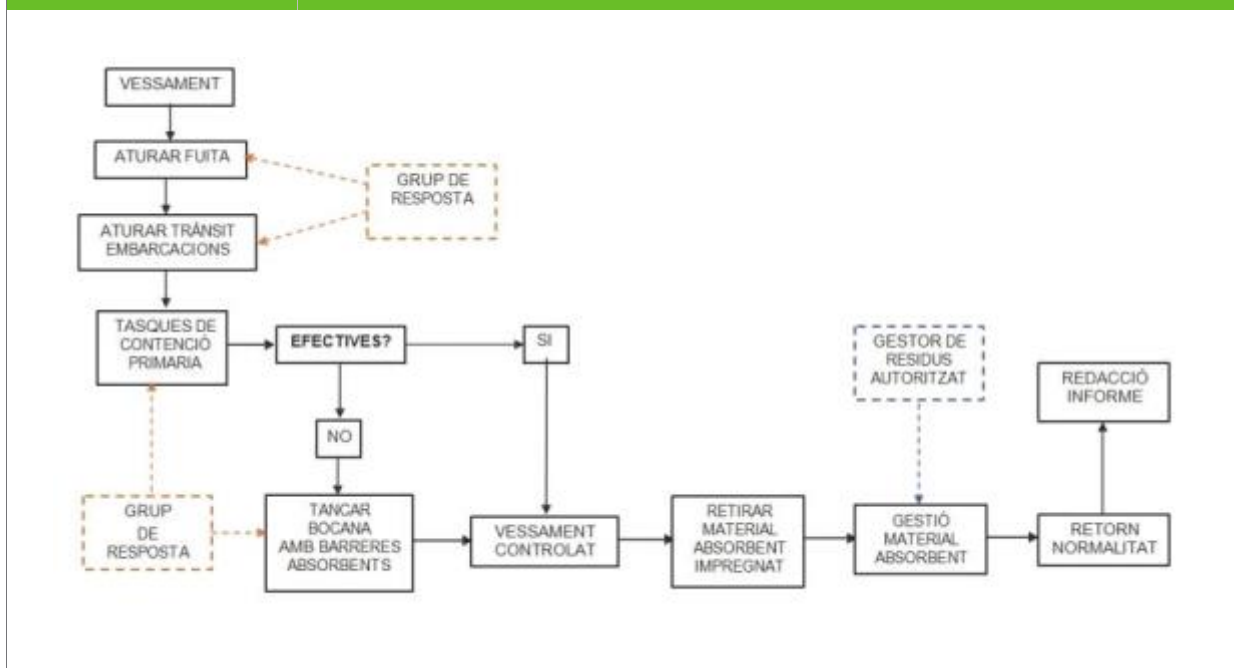 VESSAMENT
ATURAR FUITA
GRUP DE
RESPOSTA
ATURAR TRÀNSIT
EMBARCACIONS
TASQUES DE
CONTENCIÓ
PRIMARIA
EFECTIVES?
SI
GESTOR DE
RESIDUS
AUTORITZAT
REDACCIÓ
INFORME
NO
GRUP
DE
RESPOSTA
TANCAR
BOCANA
AMB BARRERES
ABSORBENTS
VESSAMENT
CONTROLAT
RETIRAR
MATERIAL
ABSORBENT
IMPREGNAT
GESTIÓ
MATERIAL
ABSORBENT
RETORN
NORMALITAT